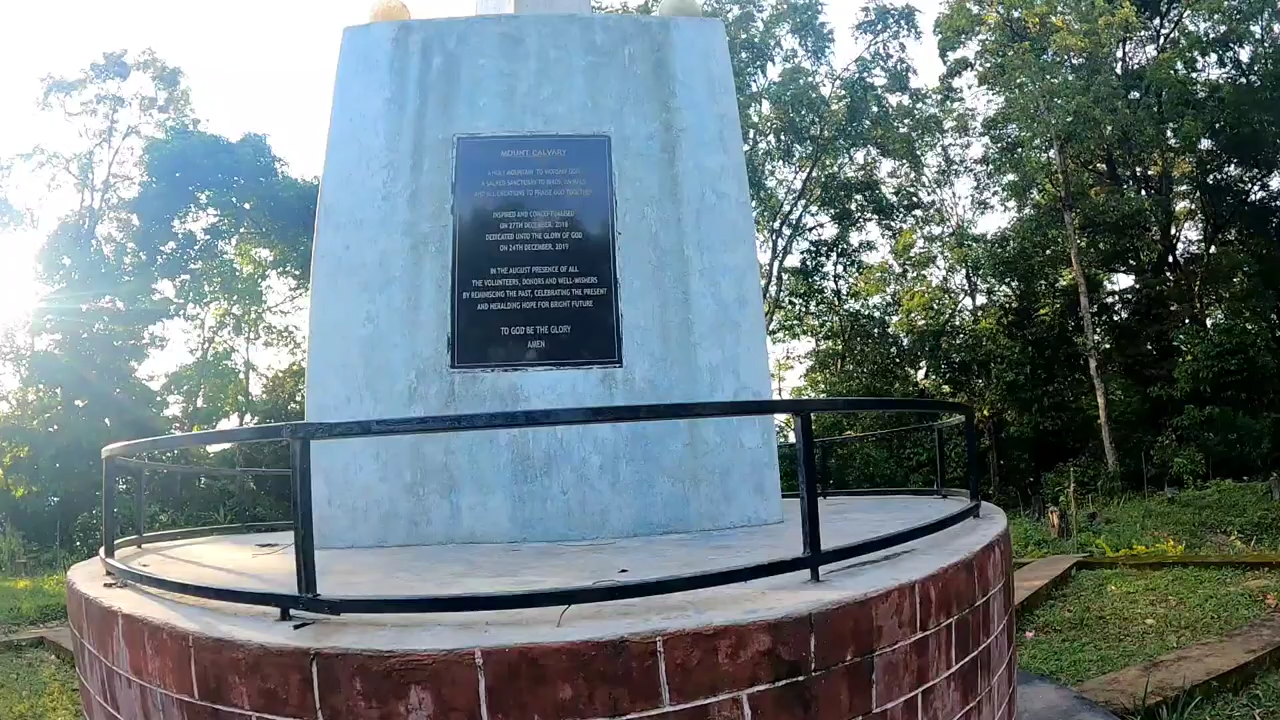 MOUNT CALVARY
A HOLY MOUNTAIN TO WORSHIP GOD
A SACRED SANCTUARY TO BIRDS, ANIMALS
AND ALL CREATIONS TO PRAISE GOD TOGETHER
INSPIRED AND CONCEPTUALISED
ON 27TH DECEMBER, 2018
DEDICATED UNTO THE GLORY OF GOD
ON 24TH DECEMBER, 2019
IN THE AUGUST PRESENCE OF ALL
THE VOLUNTEERS, DONORS AND WELL-WISHERS
BY REMINISCING THE PAST, CELEBRATING THE PRESENT
AND HERALDING HOPE FOR BRIGHT FUTURE
TO GOD BE THE GLORY
AMEN